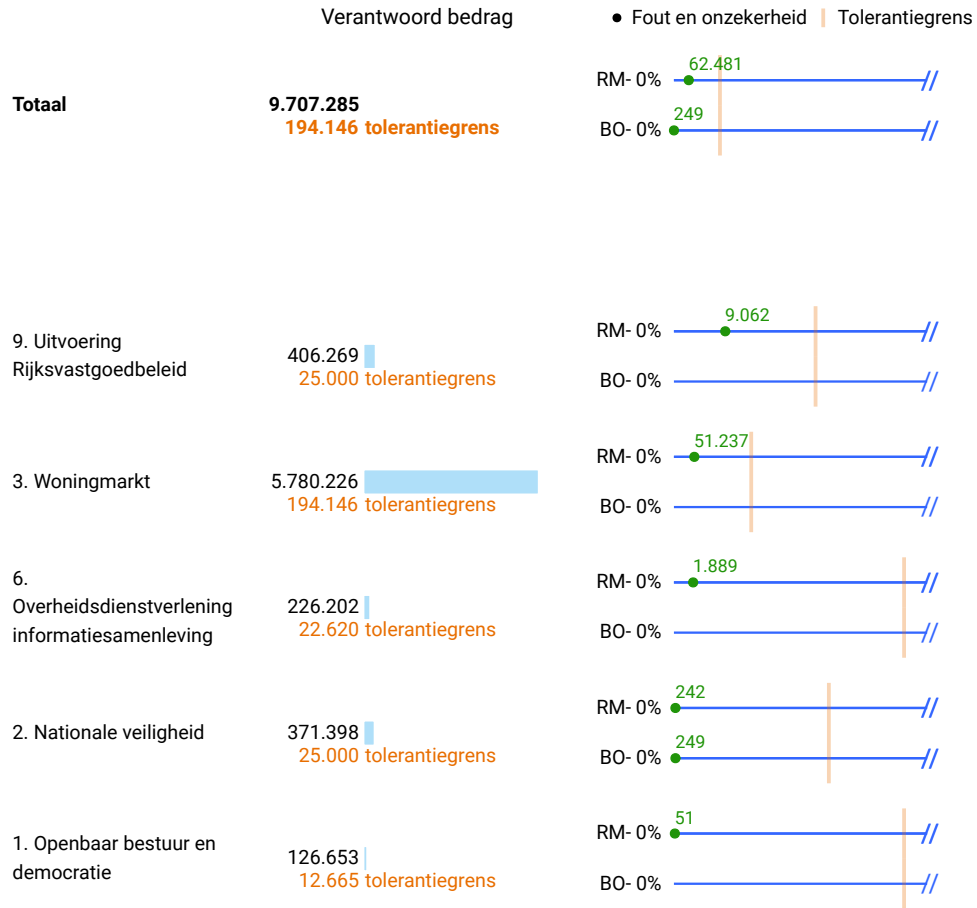 Verantwoord bedrag
Fout en onzekerheid
Tolerantiegrens
Totaal
9.707.285
194.146 tolerantiegrens
RM- 0%
62.481
BO- 0%
249
9. Uitvoering
Rijksvastgoedbeleid
406.269
25.000 tolerantiegrens
RM- 0%
9.062
BO- 0%
3. Woningmarkt
5.780.226
194.146 tolerantiegrens
RM- 0%
51.237
BO- 0%
6.
Overheidsdienstverlening
informatiesamenleving
226.202
22.620 tolerantiegrens
RM- 0%
1.889
BO- 0%
2. Nationale veiligheid
371.398
25.000 tolerantiegrens
RM- 0%
242
BO- 0%
249
1. Openbaar bestuur en
democratie
126.653
12.665 tolerantiegrens
RM- 0%
51
BO- 0%